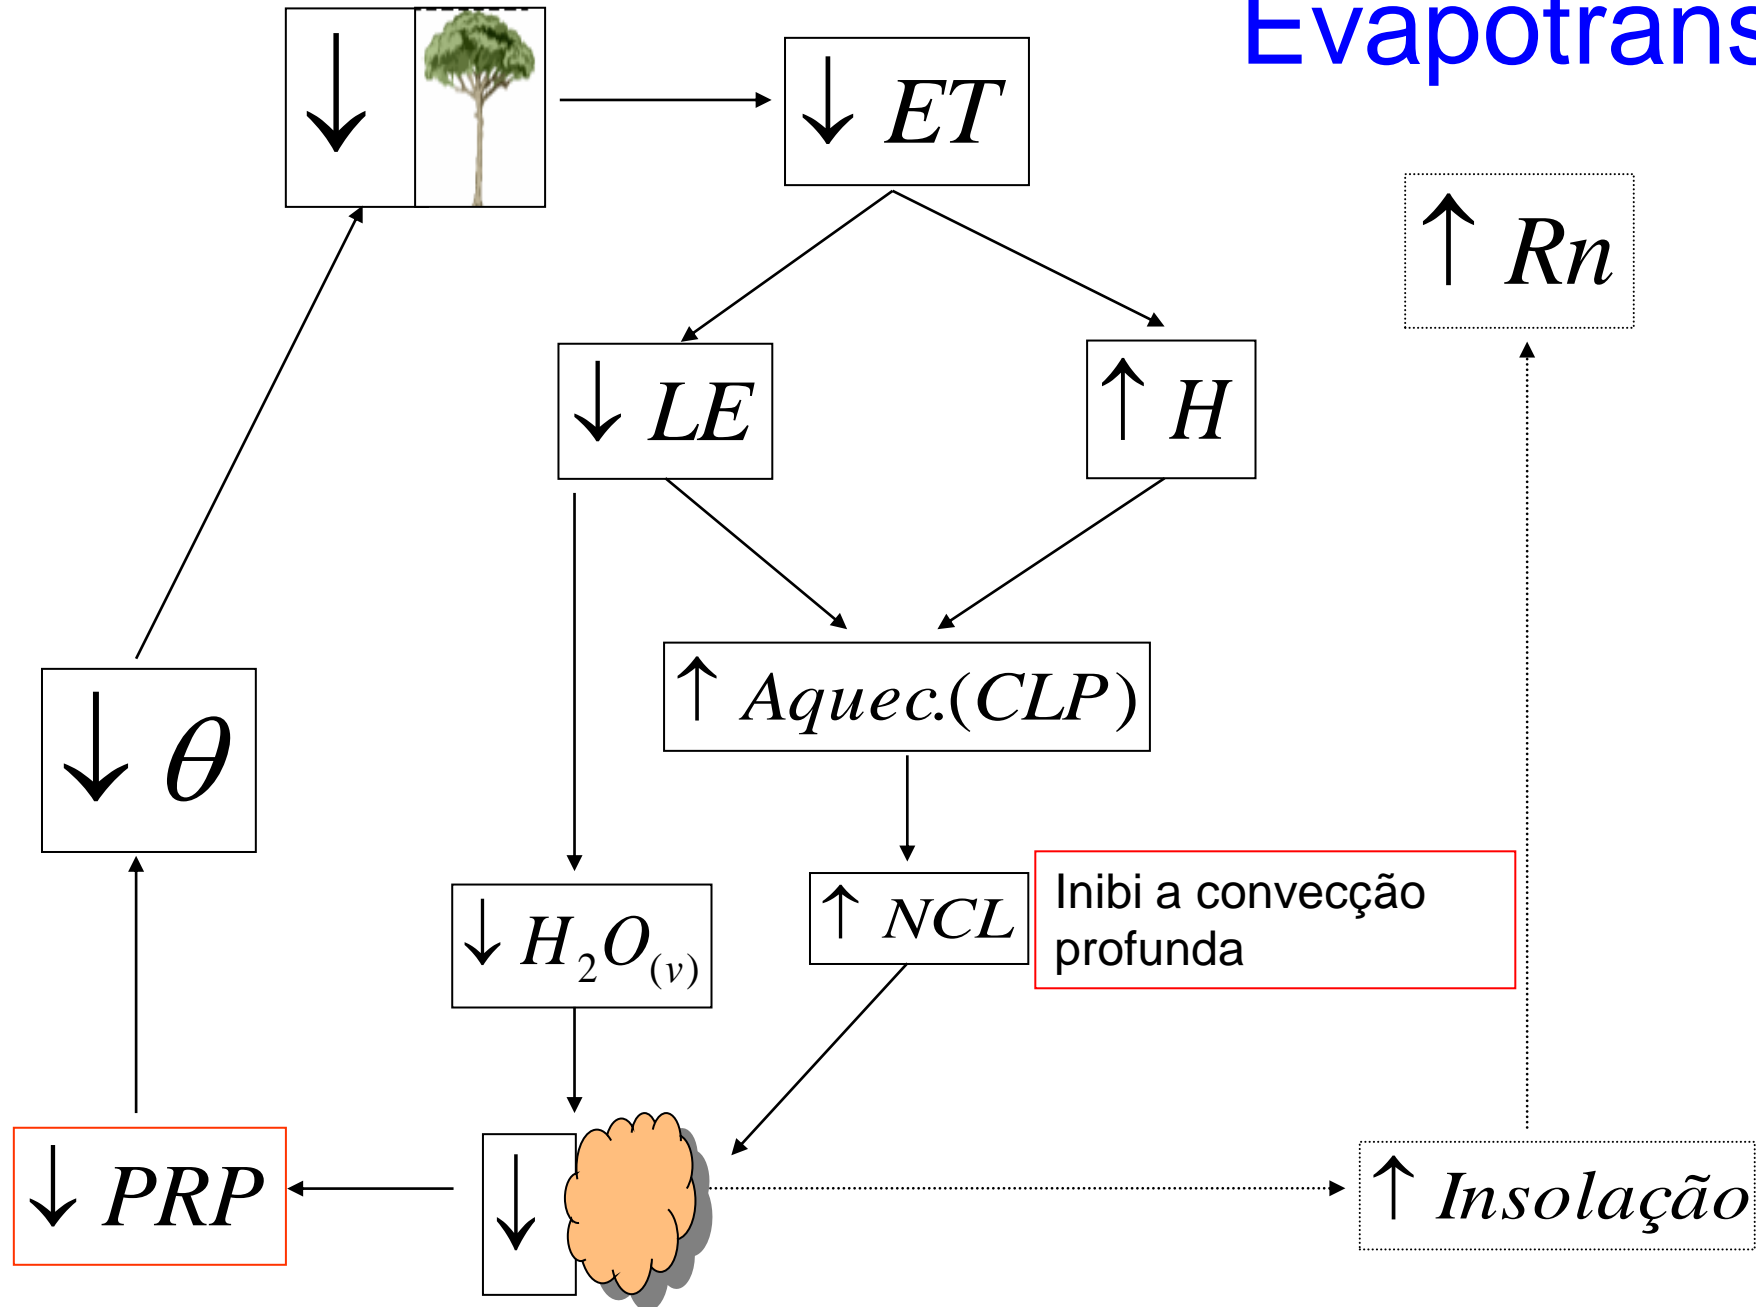 Evapotrans
↓
↓ ET
↑ Rn
↓ LE
↑ H
↑ Aquec.(CLP)
↓ θ
↓ H₂O₍ᵥ₎
↑ NCL
Inibi a convecção
profunda
↓ PRP
↓
↑ Insolação